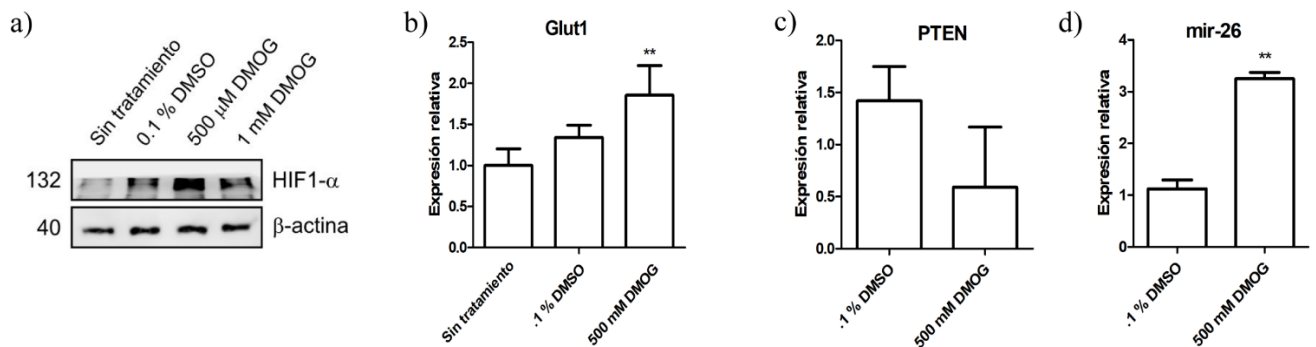 a)
Sin tratamiento
0.1 % DMSO
500 µM DMOG
1 mM DMOG
132
HIF1-α
40
β-actina
b)
Glut1
Expresión relativa
2.5
2.0
1.5
1.0
0.5
0.0
**
Sin tratamiento
.1 % DMSO
500 mM DMOG
c)
PTEN
Expresión relativa
2.0
1.5
1.0
0.5
0.0
.1 % DMSO
500 mM DMOG
d)
mir-26
Expresión relativa
4
3
2
1
0
**
.1 % DMSO
500 mM DMOG